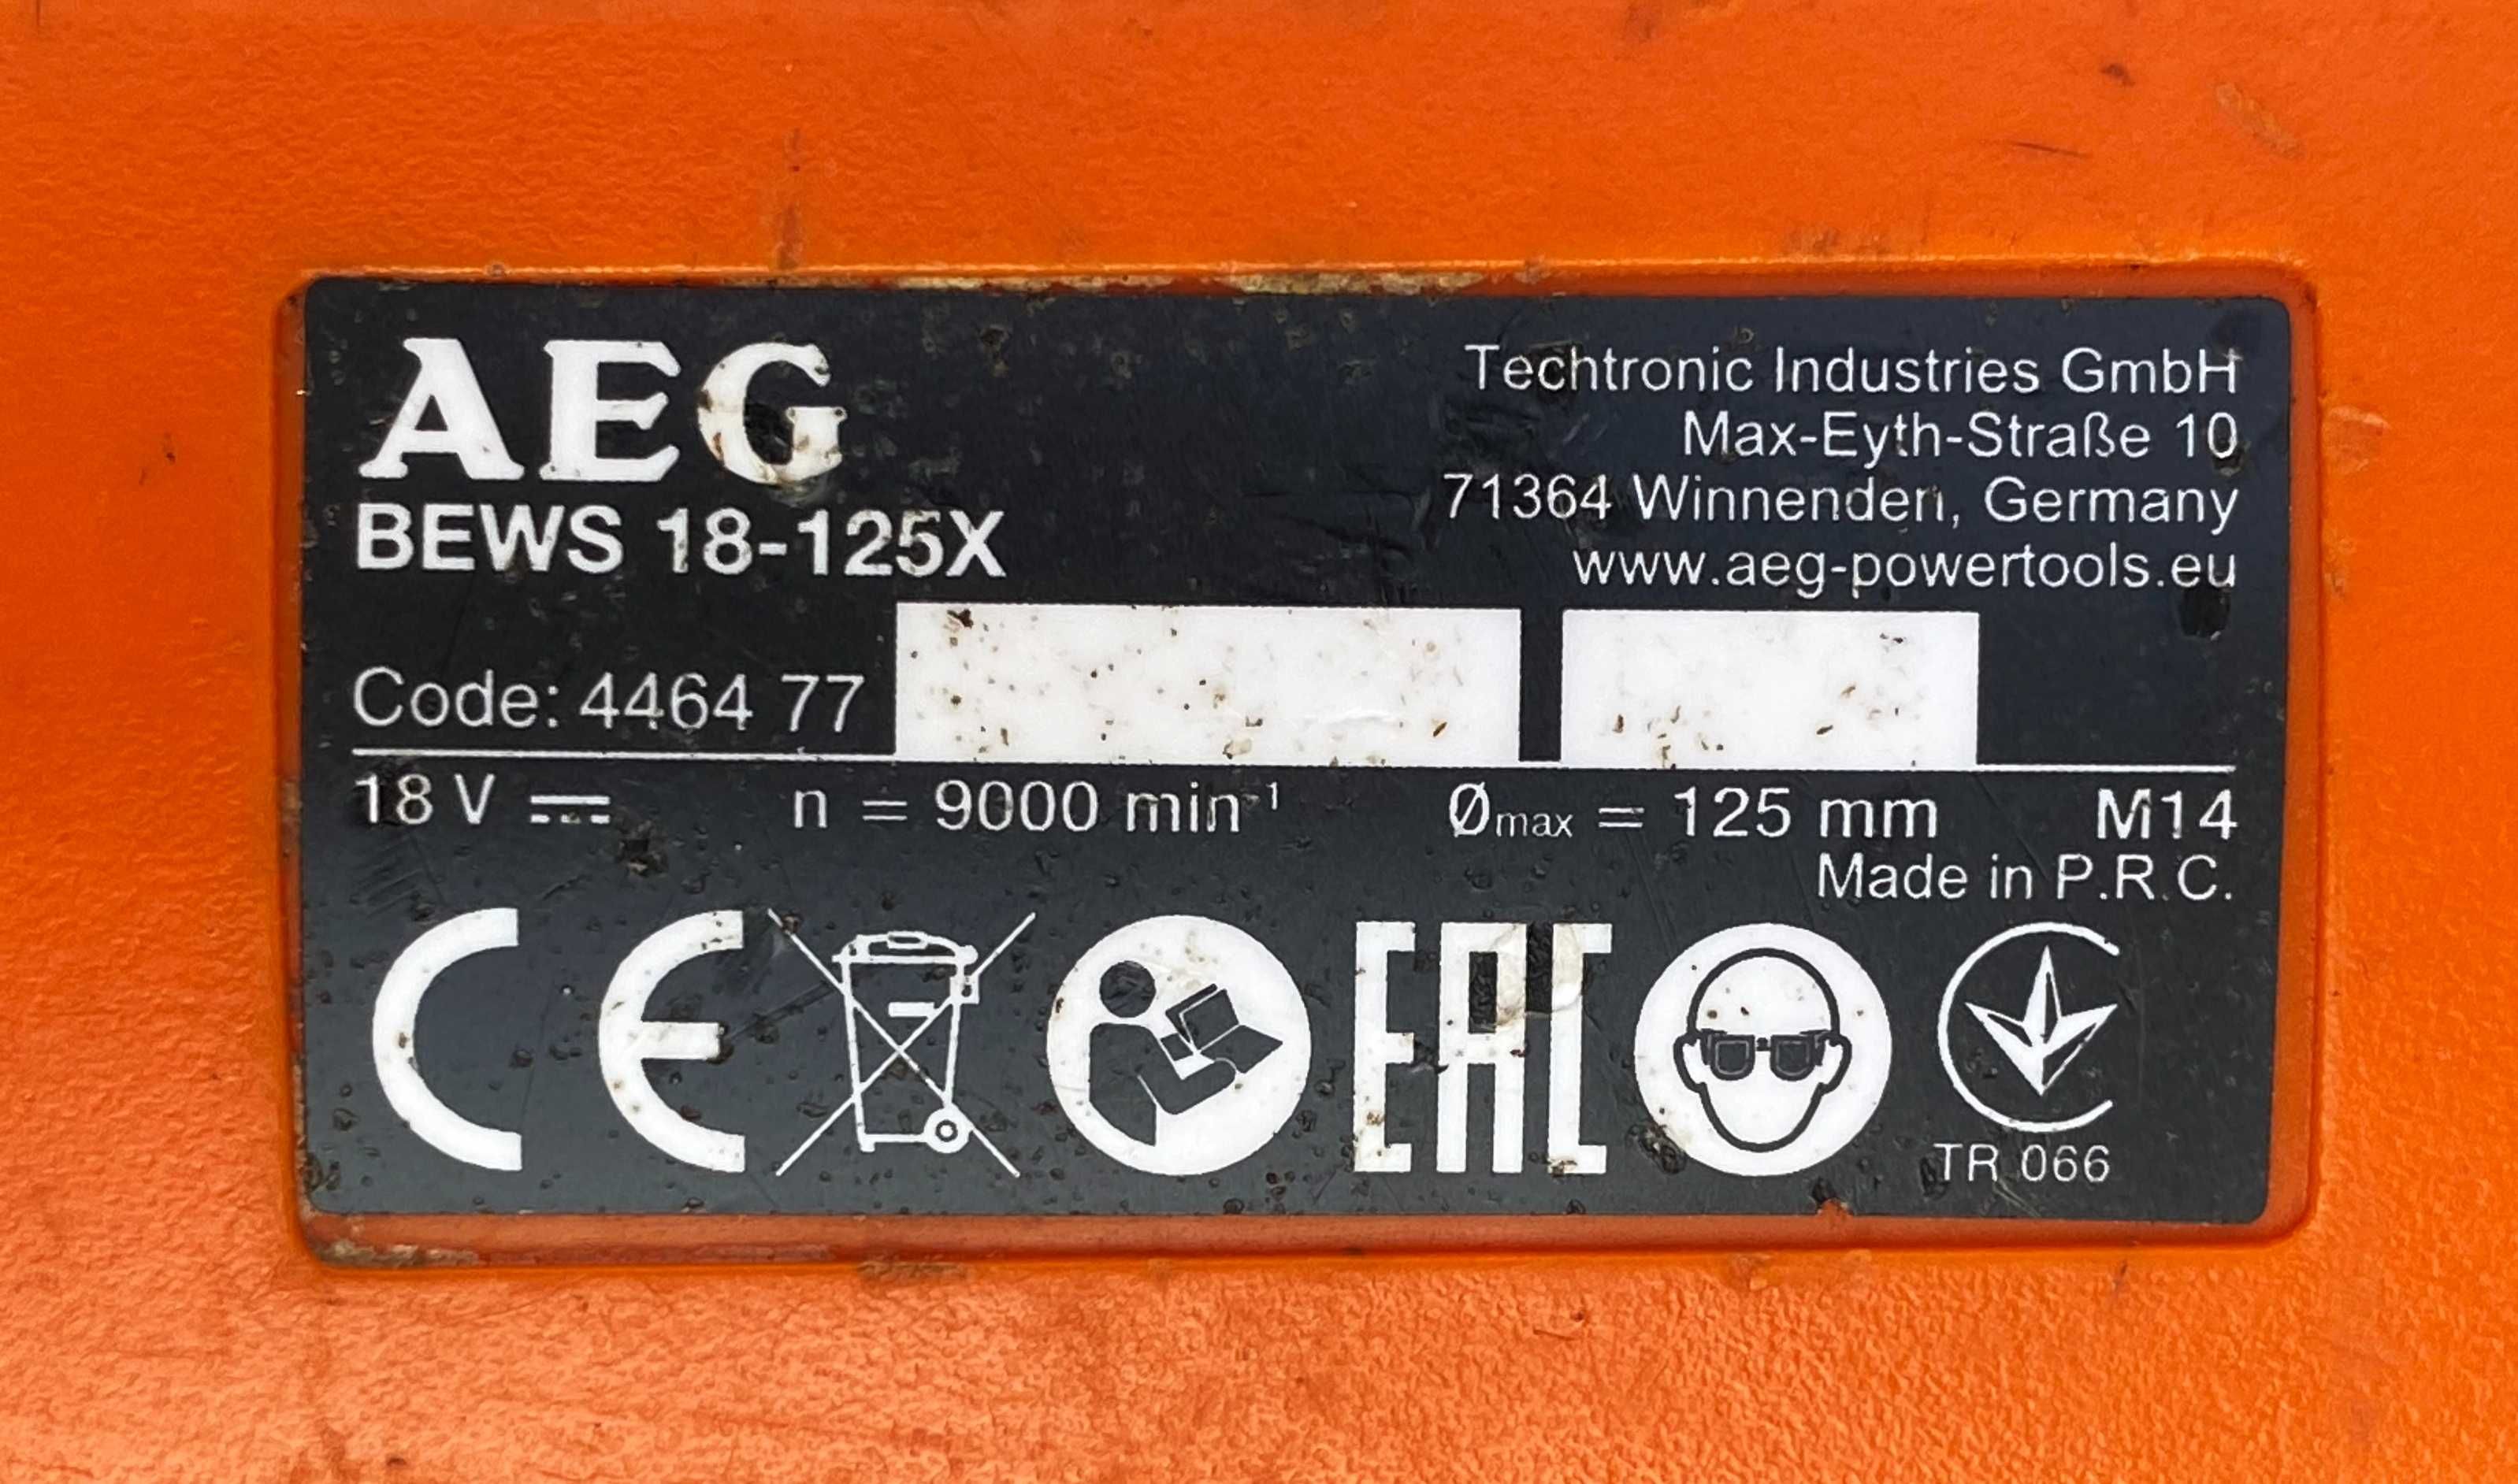 AEG
BEWS 18-125X
Techtronic Industries GmbH
Max-Eyth-Straße 10
71364 Winnenden, Germany
www.aeg-powertools.eu
Code: 4464 77
18 V ⎓ n = 9000 min⁻¹ Ømax = 125 mm M14
Made in P.R.C.
CE EAC
TR 066